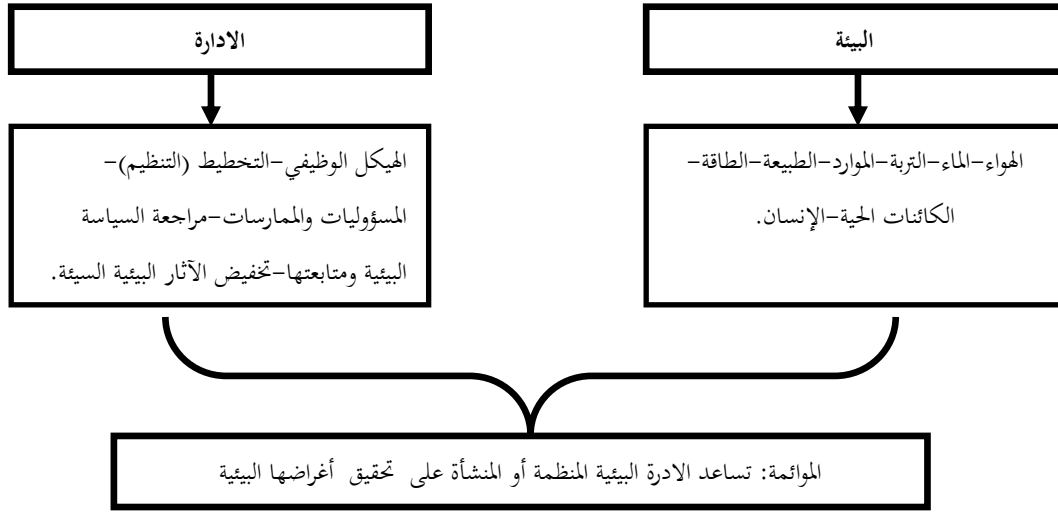 البيئة
الادارة
الهواء-الماء-التربة-الموارد-الطبيعة-الطاقة-
الكائنات الحية-الإنسان.
الهيكل الوظيفي-التخطيط (التنظيم)-
المسؤوليات والممارسات-مراجعة السياسة
البيئية ومتابعتها-تخفيض الآثار البيئية السيئة.
الموائمة: تساعد الادرة البيئية المنظمة أو المنشأة على تحقيق أغراضها البيئية